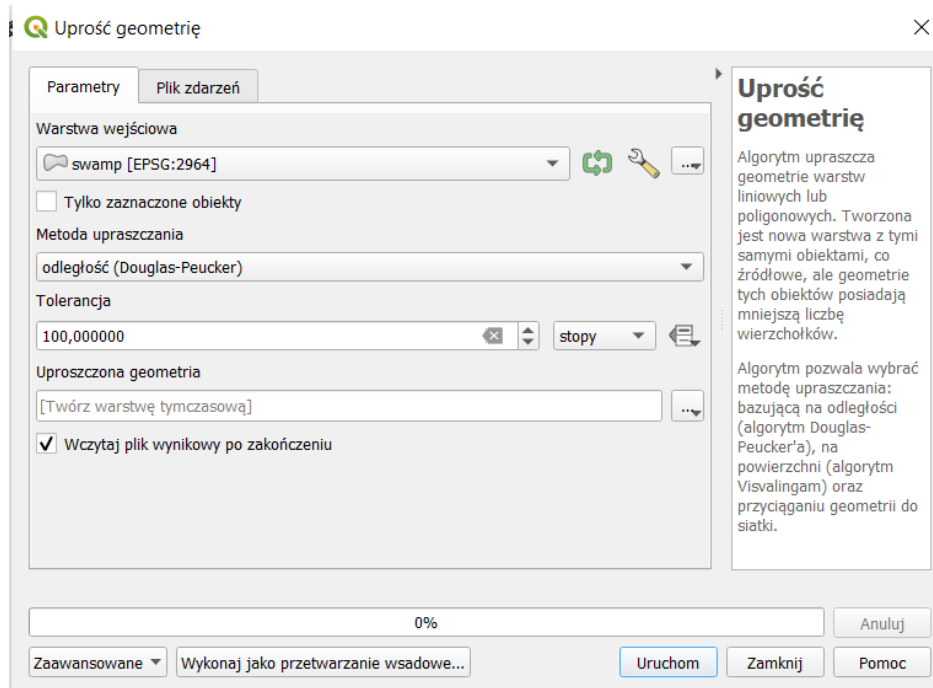 Uprość geometrię
Parametry
Plik zdarzeń
Warstwa wejściowa
swamp [EPSG:2964]
...
Tylko zaznaczone obiekty
Metoda upraszczania
odległość (Douglas-Peucker)
Tolerancja
100,000000
stopy
Uproszczona geometria
[Twórz warstwę tymczasową]
...
Wczytaj plik wynikowy po zakończeniu
Uprość
geometrię
Algorytm upraszcza
geometrie warstw
liniowych lub
poligonowych. Tworzona
jest nowa warstwa z tymi
samymi obiektami, co
źródłowe, ale geometrie
tych obiektów posiadają
mniejszą liczbę
wierzchołków.
Algorytm pozwala wybrać
metodę upraszczania:
bazującą na odległości
(algorytm Douglas-
Peucker'a), na
powierzchni (algorytm
Visvalingam) oraz
przyciąganiu geometrii do
siatki.
0%
Anuluj
Zaawansowane
Wykonaj jako przetwarzanie wsadowe...
Uruchom
Zamknij
Pomoc